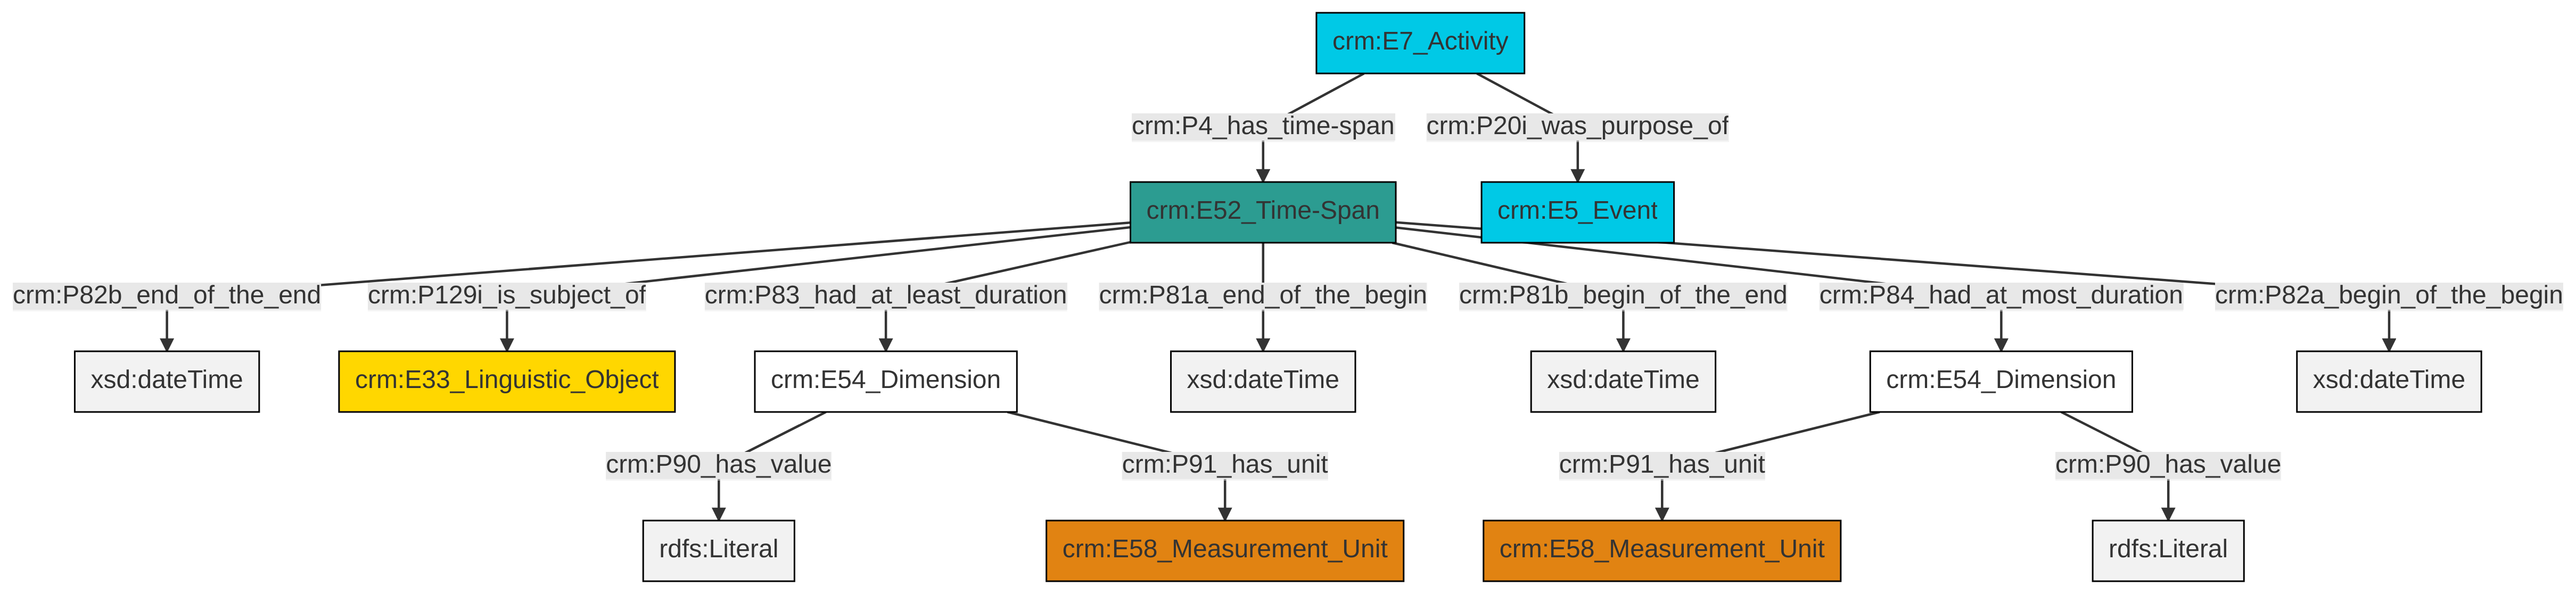 crm:E7_Activity
crm:P4_has_time-span
crm:P20i_was_purpose_of
crm:E52_Time-Span
crm:E5_Event
crm:P82b_end_of_the_end
crm:P129i_is_subject_of
crm:P83_had_at_least_duration
crm:P81a_end_of_the_begin
crm:P81b_begin_of_the_end
crm:P84_had_at_most_duration
crm:P82a_begin_of_the_begin
xsd:dateTime
crm:E33_Linguistic_Object
crm:E54_Dimension
xsd:dateTime
xsd:dateTime
crm:E54_Dimension
xsd:dateTime
crm:P90_has_value
crm:P91_has_unit
crm:P91_has_unit
crm:P90_has_value
rdfs:Literal
crm:E58_Measurement_Unit
crm:E58_Measurement_Unit
rdfs:Literal